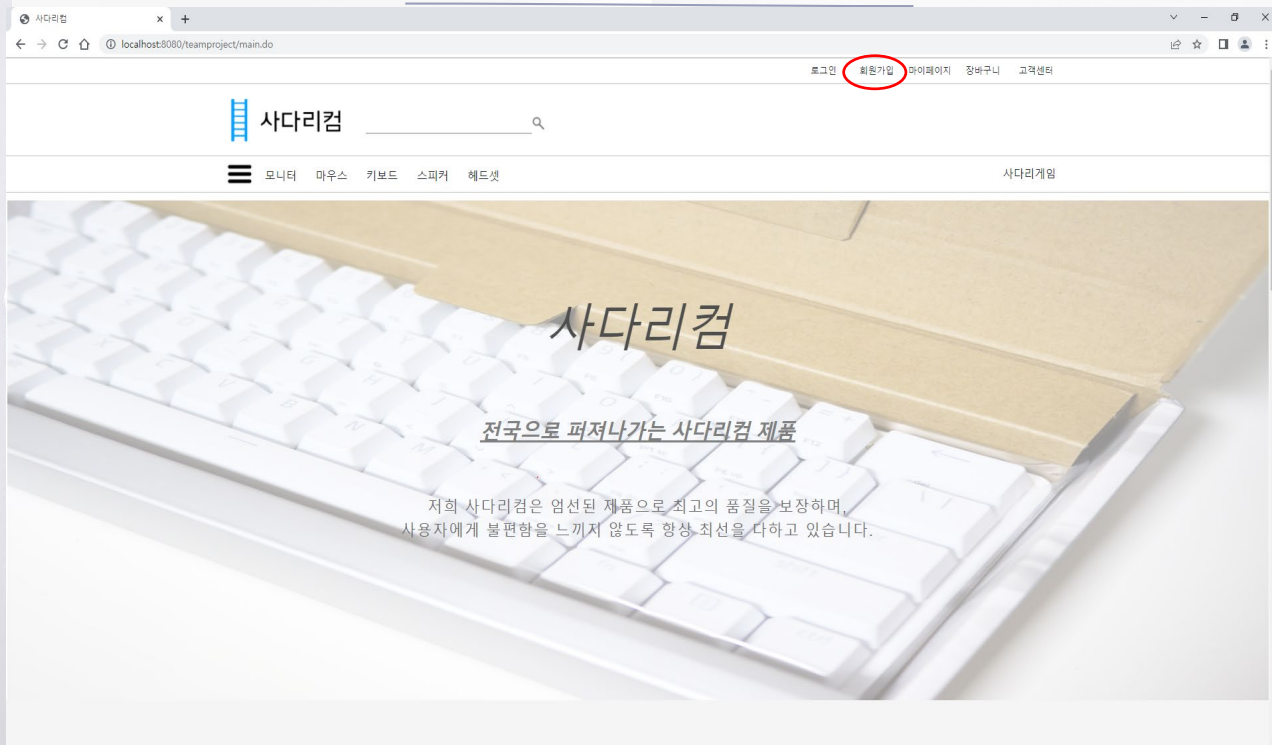 사다리컴
localhost:8080/teamproject/main.do
로그인 회원가입 마이페이지 장바구니 고객센터
사다리컴
모니터 마우스 키보드 스피커 헤드셋 사다리게임
사다리컴
전국으로 퍼져나가는 사다리컴 제품
저희 사다리컴은 엄선된 제품으로 최고의 품질을 보장하며,
사용자에게 불편함을 느끼지 않도록 항상 최선을 다하고 있습니다.